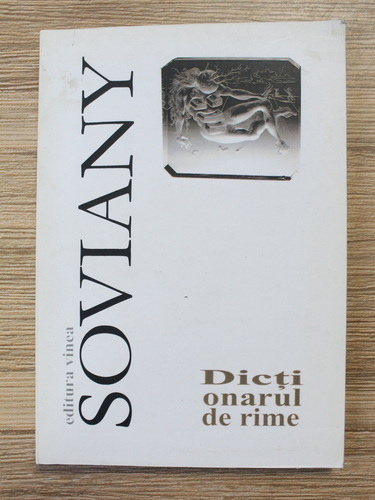 editura vinea
SOVIANY
Dicți
onarul
de rime